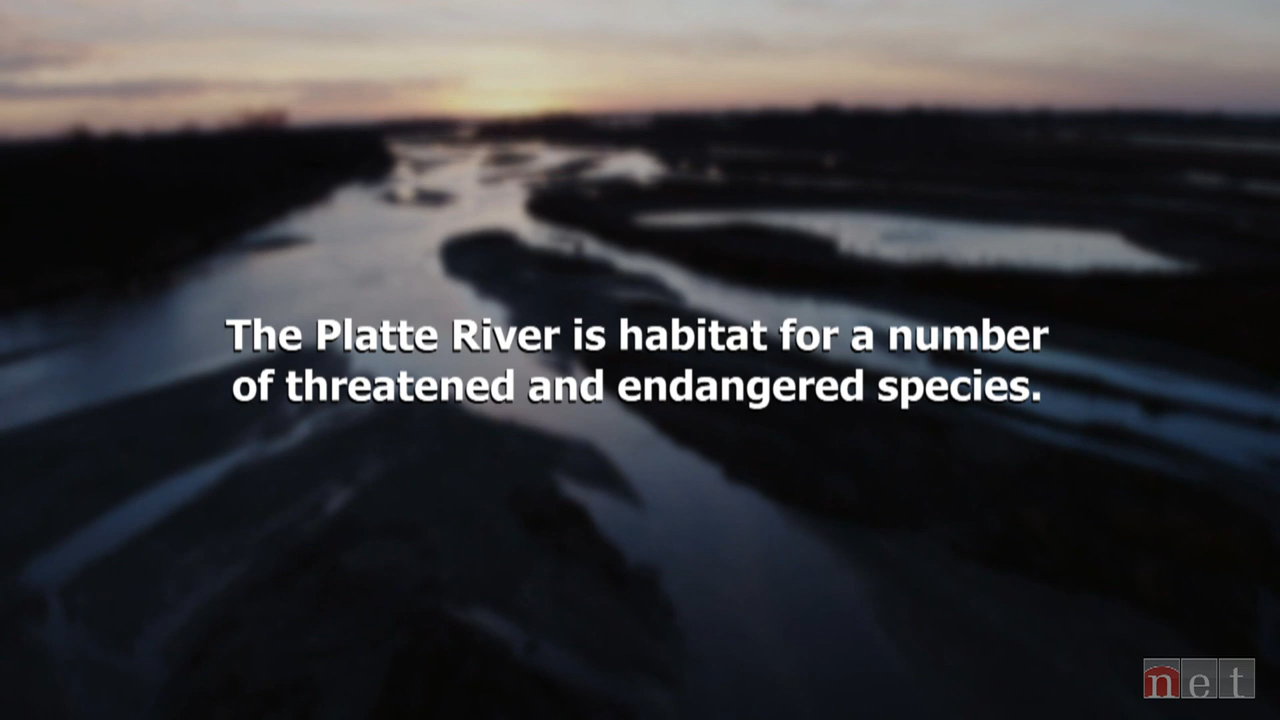 The Platte River is habitat for a number
of threatened and endangered species.
net